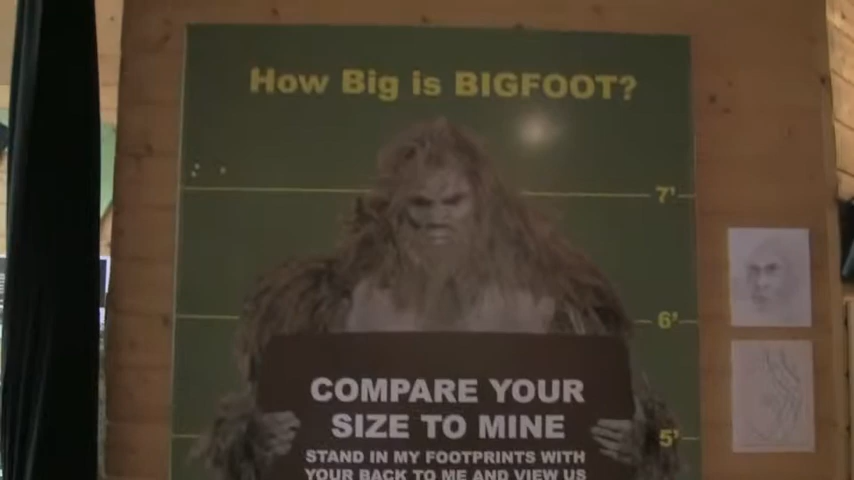 How Big is BIGFOOT?
7'
6'
COMPARE YOUR
SIZE TO MINE
5'
STAND IN MY FOOTPRINTS WITH
YOUR BACK TO ME AND VIEW US